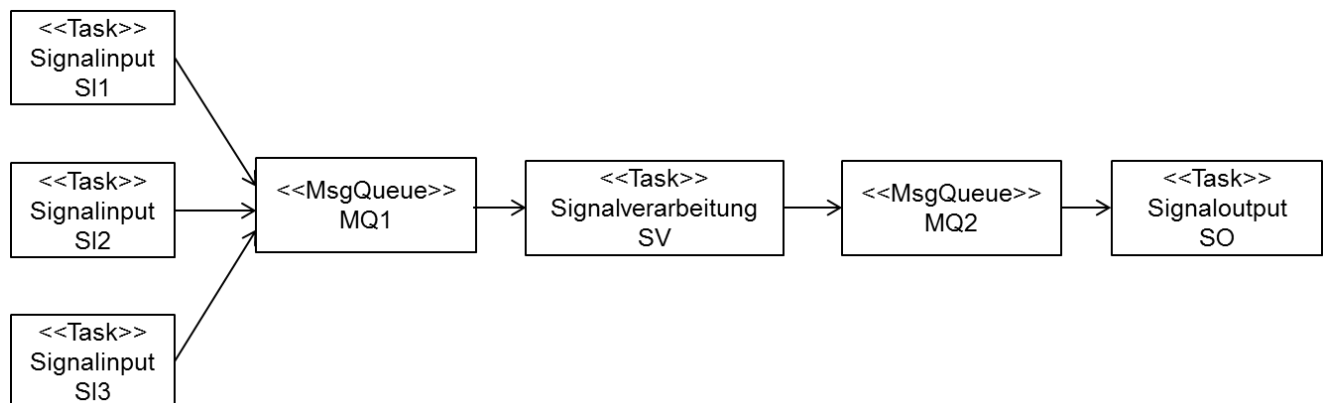 <<Task>>
Signalinput
SI1
<<Task>>
Signalinput
SI2
<<Task>>
Signalinput
SI3
<<MsgQueue>>
MQ1
<<Task>>
Signalverarbeitung
SV
<<MsgQueue>>
MQ2
<<Task>>
Signaloutput
SO